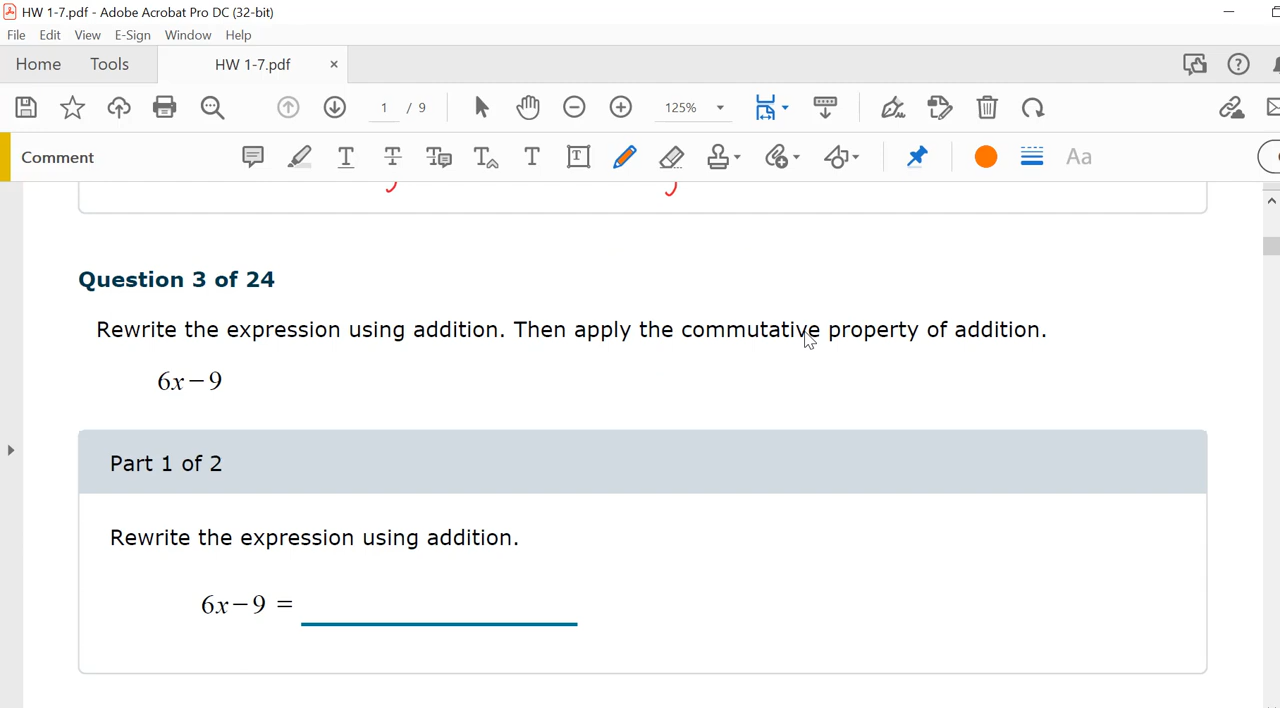 HW 1-7.pdf - Adobe Acrobat Pro DC (32-bit)
File Edit View E-Sign Window Help
Home Tools HW 1-7.pdf ×
1 / 9 125%
Comment T T T T T T Aa
Question 3 of 24
Rewrite the expression using addition. Then apply the commutative property of addition.
6x − 9
Part 1 of 2
Rewrite the expression using addition.
6x − 9 =